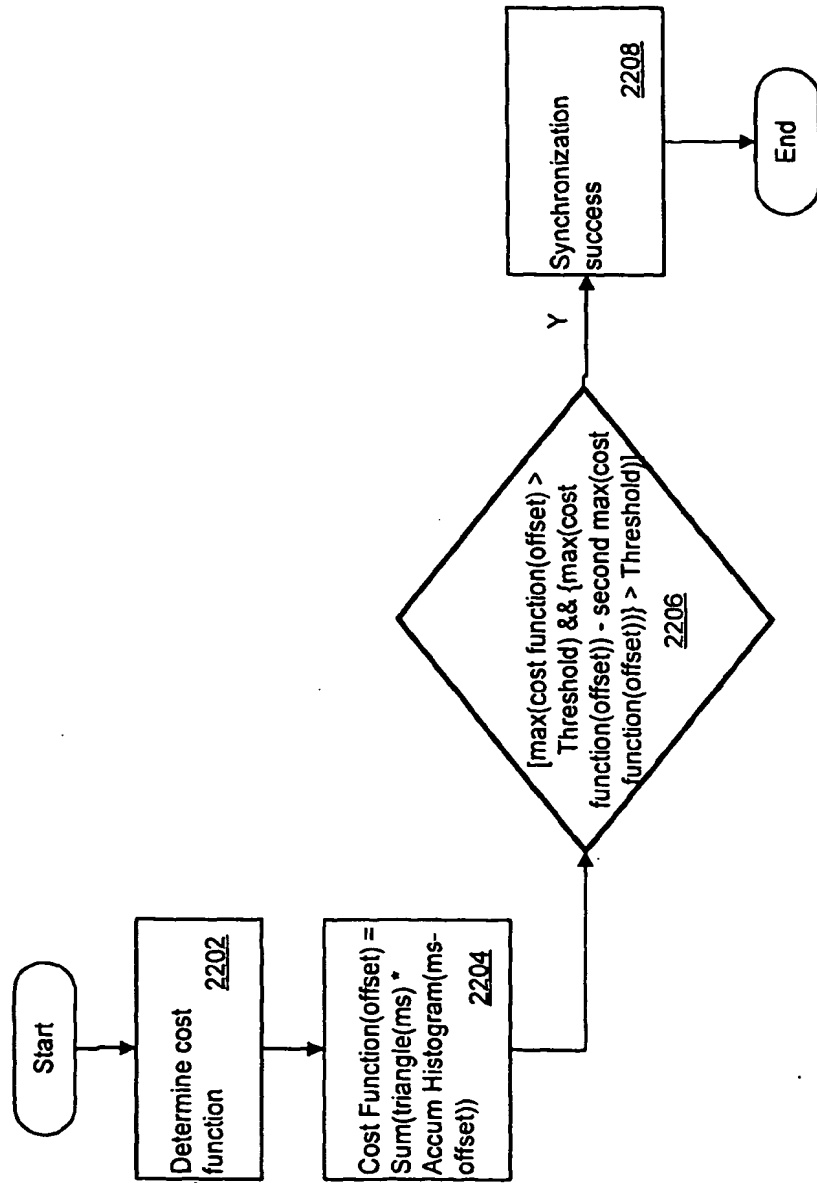 Start
Determine cost
function
2202
Cost Function(offset) =
Sum(triangle(ms) *
Accum Histogram(ms-
offset))
2204
[max(cost function(offset) >
Threshold) && {max(cost
function(offset)) - second max(cost
function(offset))} > Threshold)]
2206
Y
Synchronization
success
2208
End